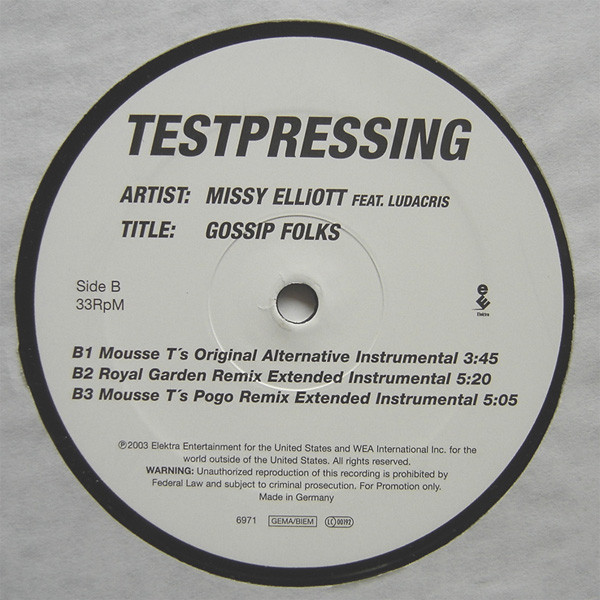 TESTPRESSING
ARTIST: MISSY ELLiOTT FEAT. LUDACRIS
TITLE: GOSSIP FOLKS
Side B
33RpM
e
Elektra
B1 Mousse T´s Original Alternative Instrumental 3:45
B2 Royal Garden Remix Extended Instrumental 5:20
B3 Mousse T´s Pogo Remix Extended Instrumental 5:05
℗2003 Elektra Entertainment for the United States and WEA International Inc. for the
world outside of the United States. All rights reserved.
WARNING: Unauthorized reproduction of this recording is prohibited by
Federal Law and subject to criminal prosecution. For Promotion only.
Made in Germany
6971 GEMA/BIEM LC 00192